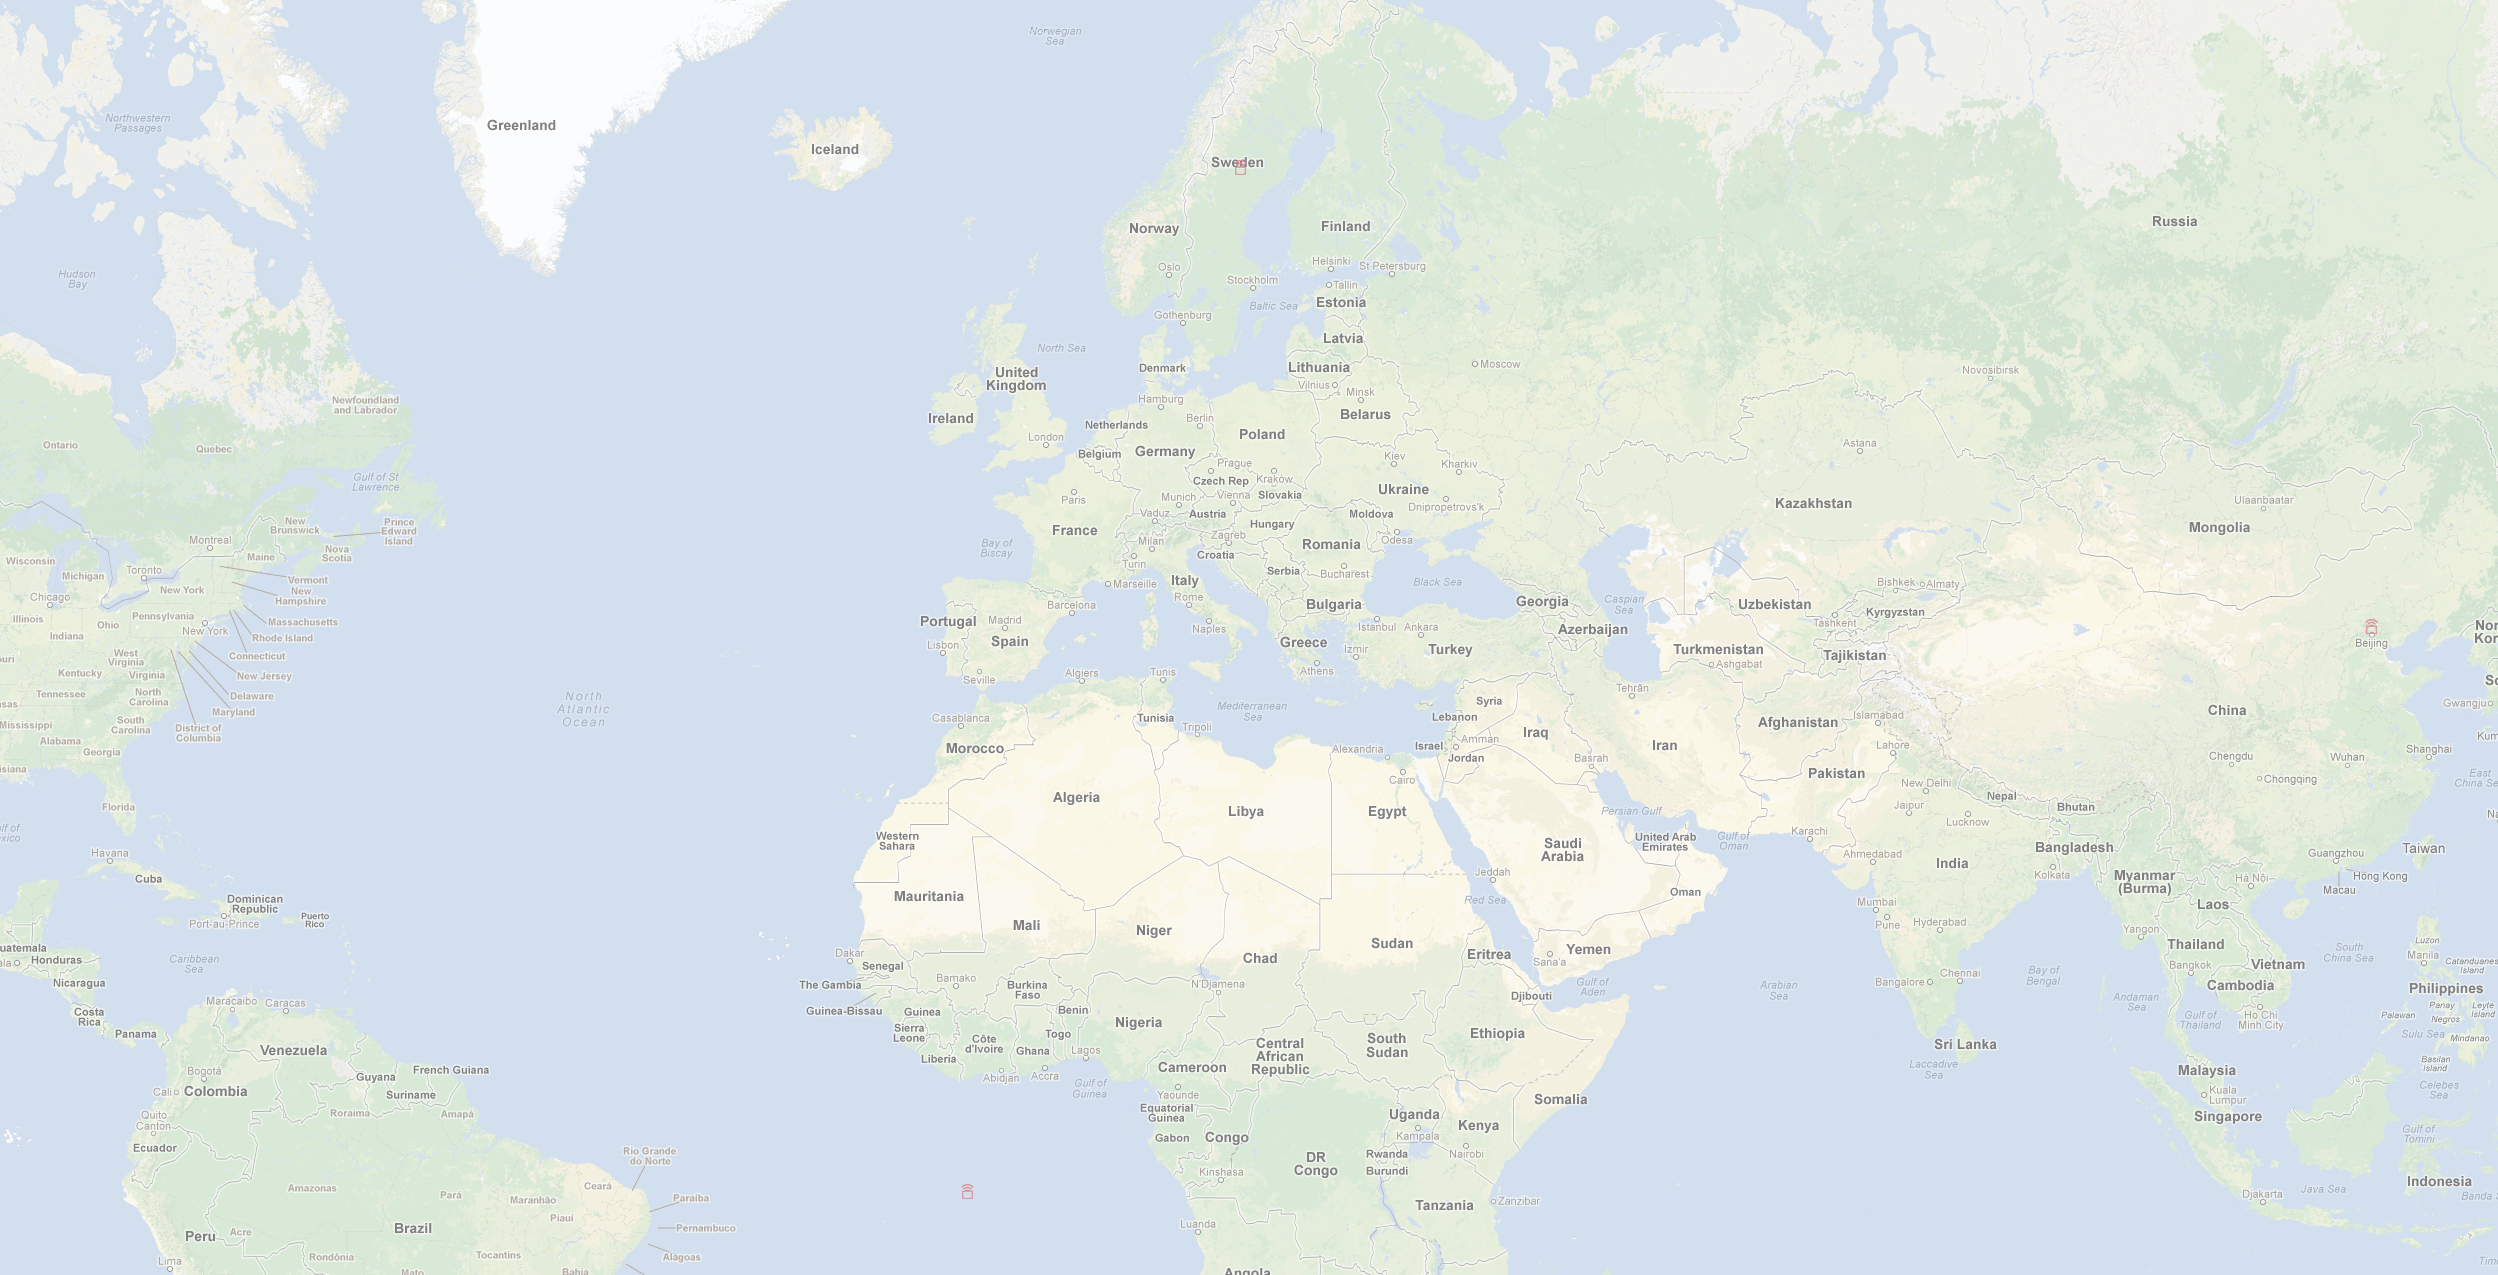 Norwegian
Sea
Northwestern
Passages
Greenland
Iceland
Sweden
Russia
Norway
Finland
Hudson
Bay
Oslo
Helsinki
St Petersburg
Stockholm
Tallin
Baltic Sea
Estonia
Gothenburg
Latvia
North Sea
Denmark
Lithuania
Moscow
Novosibirsk
United
Kingdom
Vilnius
Minsk
Newfoundland
and Labrador
Hamburg
Belarus
Ireland
Netherlands
Berlin
Poland
London
Ontario
Quebec
Belgium
Germany
Kiev
Kharkiv
Astana
Prague
Gulf of St
Lawrence
Czech Rep
Kraków
Ukraine
Paris
Munich
Vienna
Slovakia
Kazakhstan
Ulaanbaatar
Dnipropetrovs'k
Vaduz
Austria
Moldova
New
Brunswick
Prince
Edward
Island
France
Hungary
Mongolia
Montreal
Milan
Zagreb
Romania
Odesa
Maine
Nova
Scotia
Bay of
Biscay
Croatia
Wisconsin
Michigan
Toronto
Turin
Serbia
Bucharest
Vermont
New
Hampshire
Marseille
Italy
Black Sea
Bishkek
Almaty
New York
Chicago
Rome
Bulgaria
Georgia
Caspian
Sea
Uzbekistan
Kyrgyzstan
Barcelona
Illinois
Ohio
Pennsylvania
Massachusetts
Portugal
Madrid
Naples
Istanbul
Ankara
Azerbaijan
Tashkent
Indiana
New York
Rhode Island
Spain
Greece
Izmir
Turkey
Turkmenistan
Tajikistan
Beijing
Lisbon
Connecticut
West
Virginia
Kentucky
Virginia
New Jersey
Seville
Algiers
Tunis
Athens
Ashgabat
Tennessee
North
Carolina
Delaware
North
Atlantic
Ocean
Tehrān
Syria
Gwangju
Maryland
Mediterranean
Sea
Mississippi
South
Carolina
District of
Columbia
Casablanca
Tunisia
Tripoli
Lebanon
Afghanistan
Islamabad
China
Alabama
Georgia
Morocco
Alexandria
Israel
Amman
Iraq
Iran
Lahore
Shanghai
Jordan
Basrah
Chengdu
Wuhan
Cairo
Pakistan
New Delhi
Chongqing
East
China Sea
Florida
Algeria
Libya
Egypt
Persian Gulf
Jaipur
Nepal
Bhutan
Lucknow
Western
Sahara
United Arab
Emirates
Gulf of
Oman
Karachi
Havana
Saudi
Arabia
Ahmedabad
India
Bangladesh
Guangzhou
Taiwan
Cuba
Jeddah
Kolkata
Myanmar
(Burma)
Hà Nội
Hong Kong
Macau
Mauritania
Oman
Dominican
Republic
Puerto
Rico
Port-au-Prince
Red Sea
Mumbai
Laos
Mali
Niger
Pune
Hyderabad
Yangon
Sudan
Thailand
Luzon
Honduras
Caribbean
Sea
Dakar
Senegal
Chad
Eritrea
Yemen
Sana'a
South
China Sea
Manila
Vietnam
Bangkok
Catanduanes
Island
Nicaragua
The Gambia
Bamako
Burkina
Faso
N'Djamena
Gulf of
Aden
Arabian
Sea
Bangalore
Chennai
Bay of
Bengal
Cambodia
Philippines
Maracaibo
Caracas
Guinea-Bissau
Guinea
Benin
Djibouti
Andaman
Sea
Costa
Rica
Panama
Sierra
Leone
Nigeria
Gulf of
Thailand
Ho Chi
Minh City
Palawan
Panay
Negros
Leyte
Island
Côte
d'Ivoire
Togo
Ghana
Lagos
Central
African
Republic
South
Sudan
Ethiopia
Sri Lanka
Sulu Sea
Mindanao
Venezuela
Liberia
Cameroon
Laccadive
Sea
Malaysia
Basilan
Island
Bogotá
Guyana
French Guiana
Abidjan
Accra
Gulf of
Guinea
Yaounde
Kuala
Lumpur
Celebes
Sea
Cali
Colombia
Suriname
Somalia
Quito
Canton
Roraima
Amapá
Equatorial
Guinea
Uganda
Kenya
Singapore
Ecuador
Gabon
Congo
Kampala
Gulf of
Tomini
Rio Grande
do Norte
Rwanda
Nairobi
DR
Congo
Kinshasa
Burundi
Amazonas
Pará
Maranhão
Ceará
Paraíba
Indonesia
Djakarta
Java Sea
Tanzania
Zanzibar
Piauí
Brazil
Pernambuco
Luanda
Peru
Acre
Rondônia
Tocantins
Alagoas
Lima
Bahia
Angola